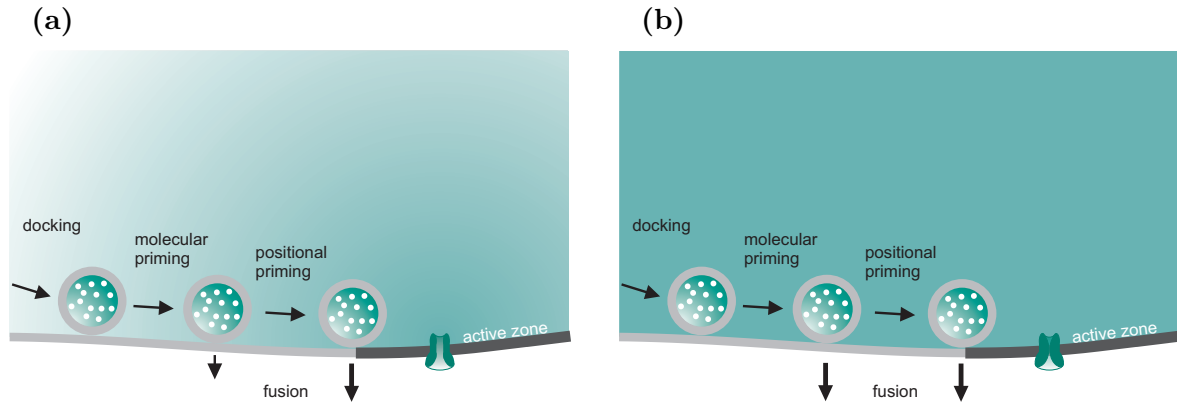 (a)
docking
molecular
priming
positional
priming
active zone
fusion
(b)
docking
molecular
priming
positional
priming
active zone
fusion